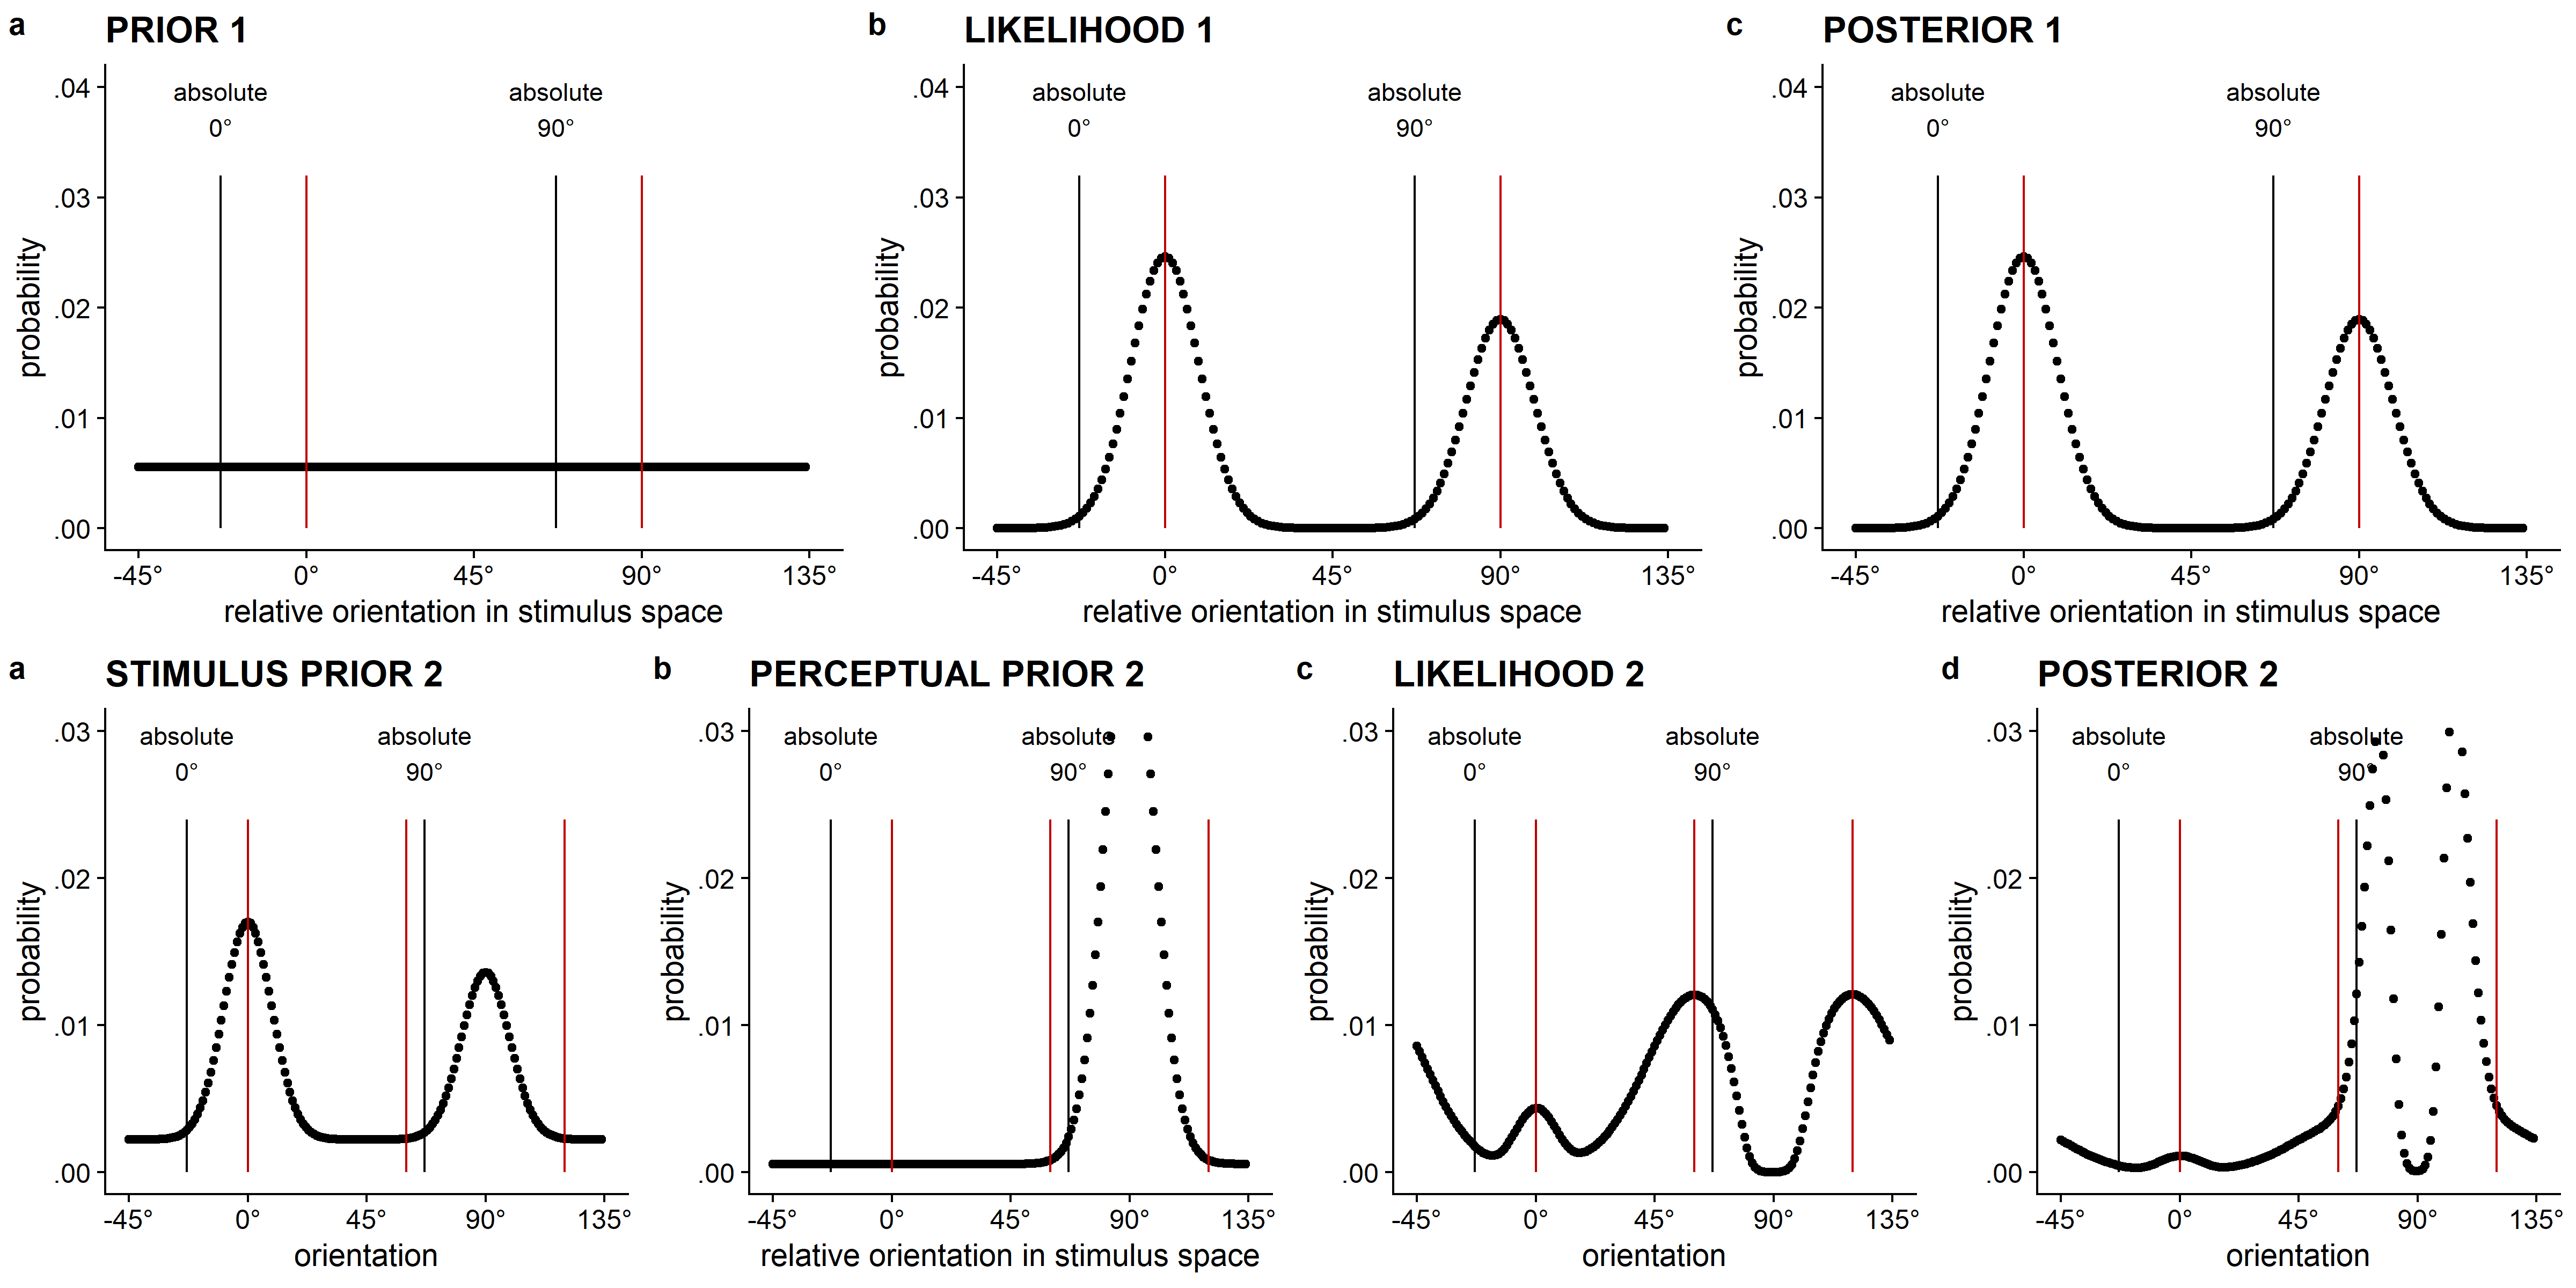 a PRIOR 1
.04
.03
.02
.01
.00
probability
absolute
0°
absolute
90°
-45° 0° 45° 90° 135°
relative orientation in stimulus space
b LIKELIHOOD 1
.04
.03
.02
.01
.00
probability
absolute
0°
absolute
90°
-45° 0° 45° 90° 135°
relative orientation in stimulus space
c POSTERIOR 1
.04
.03
.02
.01
.00
probability
absolute
0°
absolute
90°
-45° 0° 45° 90° 135°
relative orientation in stimulus space
a STIMULUS PRIOR 2
.03
.02
.01
.00
probability
absolute
0°
absolute
90°
-45° 0° 45° 90° 135°
orientation
b PERCEPTUAL PRIOR 2
.03
.02
.01
.00
probability
absolute
0°
absolute
90°
-45° 0° 45° 90° 135°
relative orientation in stimulus space
c LIKELIHOOD 2
.03
.02
.01
.00
probability
absolute
0°
absolute
90°
-45° 0° 45° 90° 135°
orientation
d POSTERIOR 2
.03
.02
.01
.00
probability
absolute
0°
absolute
90°
-45° 0° 45° 90° 135°
orientation